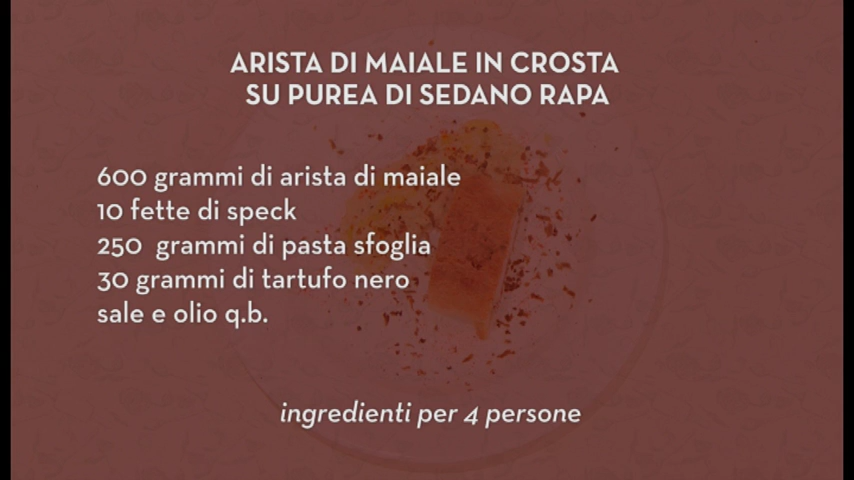 ARISTA DI MAIALE IN CROSTA
SU PUREA DI SEDANO RAPA
600 grammi di arista di maiale
10 fette di speck
250 grammi di pasta sfoglia
30 grammi di tartufo nero
sale e olio q.b.
ingredienti per 4 persone